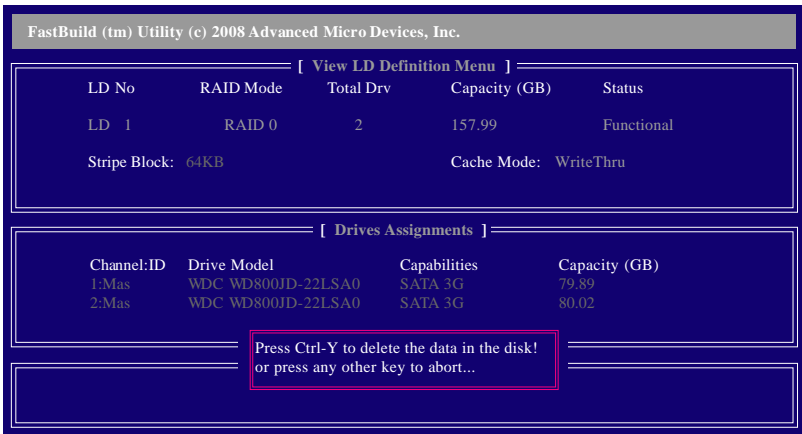 FastBuild (tm) Utility (c) 2008 Advanced Micro Devices, Inc.
[ View LD Definition Menu ]
LD No RAID Mode Total Drv Capacity (GB) Status
LD 1 RAID 0 2 157.99 Functional
Stripe Block: 64KB Cache Mode: WriteThru
[ Drives Assignments ]
Channel:ID Drive Model Capabilities Capacity (GB)
1:Mas WDC WD800JD-22LSA0 SATA 3G 79.89
2:Mas WDC WD800JD-22LSA0 SATA 3G 80.02
Press Ctrl-Y to delete the data in the disk!
or press any other key to abort...